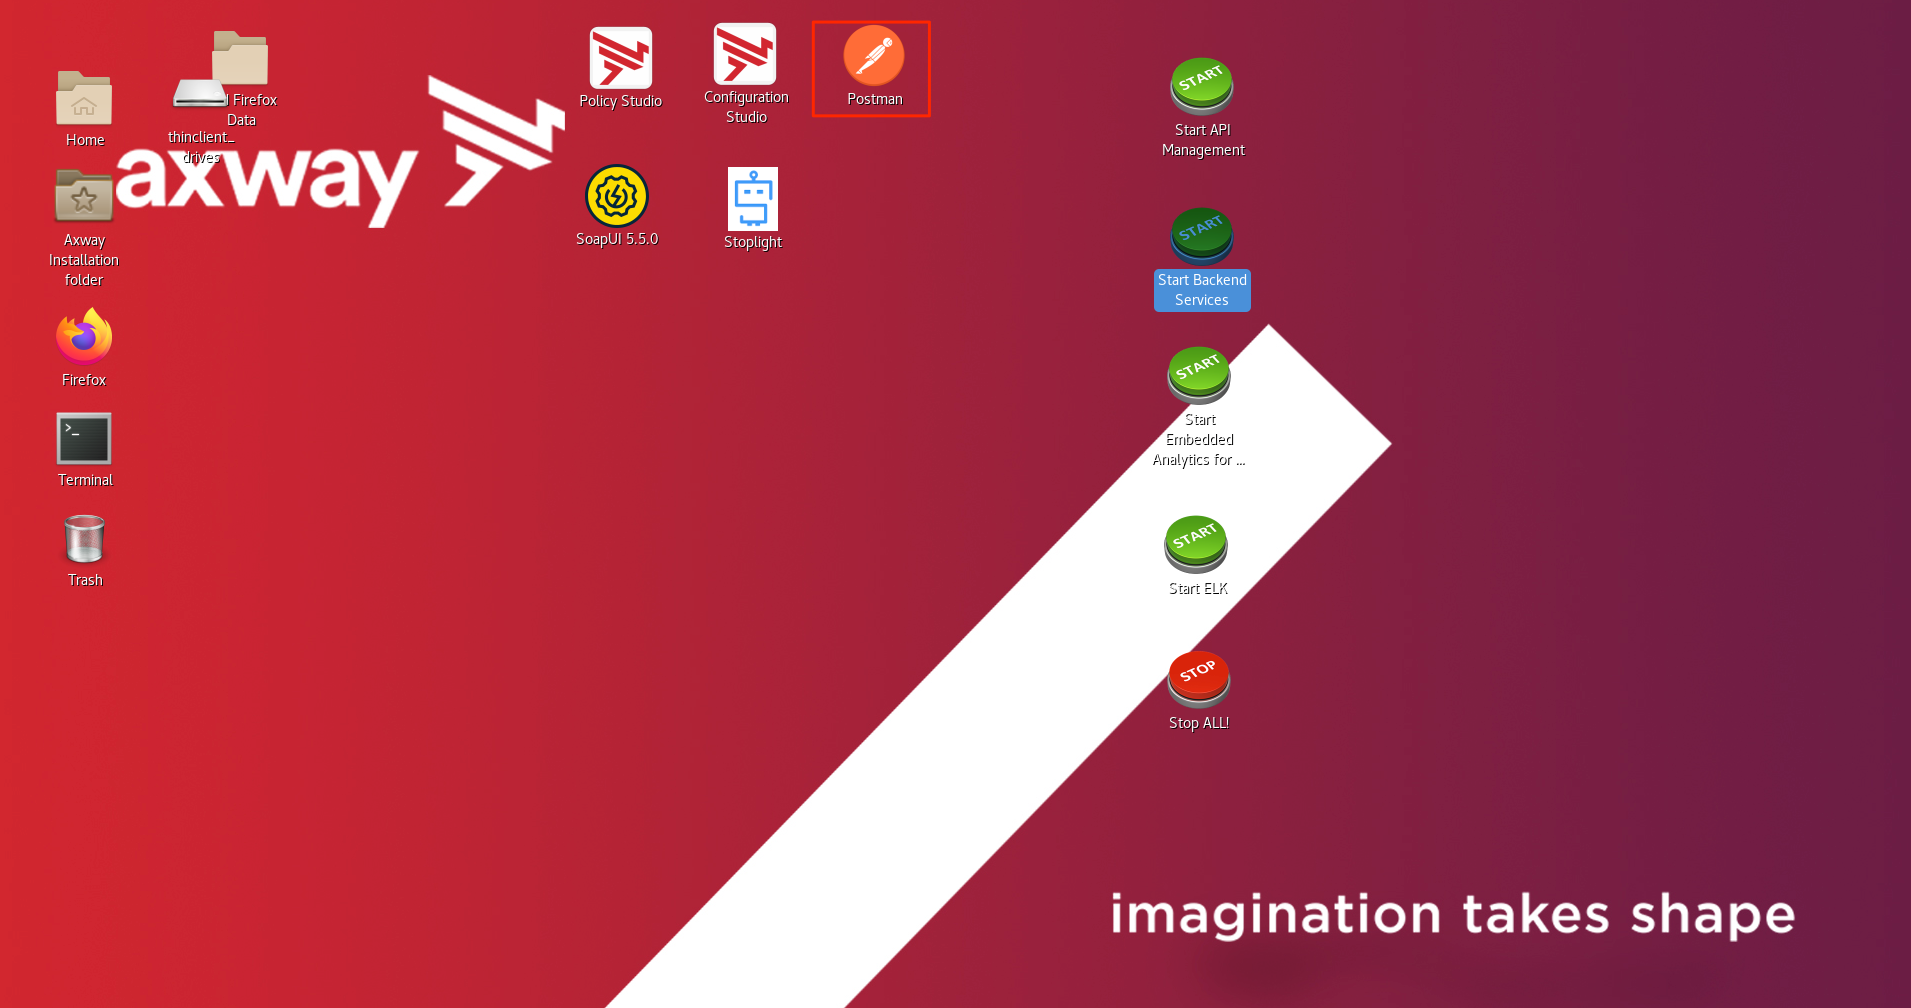 Home
Firefox
Data
thinclient_
drives
axway
Axway
Installation
folder
Firefox
>_
Terminal
Trash
Policy Studio
Configuration
Studio
Postman
SoapUI 5.5.0
Stoplight
START
Start API
Management
START
Start Backend
Services
START
Start
Embedded
Analytics for ...
START
Start ELK
STOP
Stop ALL!
imagination takes shape